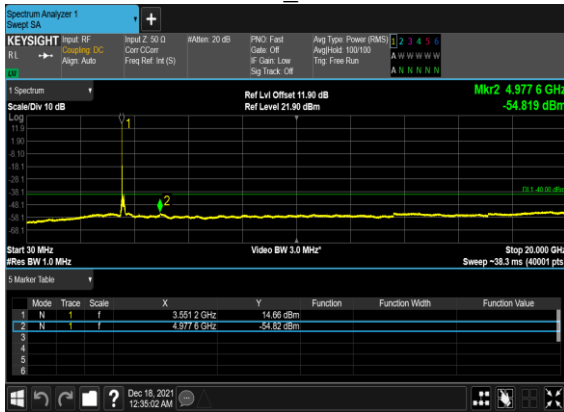 Spectrum Analyzer 1
Swept SA
+
KEYSIGHT Input: RF Input Z: 50 Ω #Atten: 20 dB PNO: Fast Avg Type: Power (RMS) 1 2 3 4 5 6
RL Coupling: DC Corr CCorr Gate: Off Avg|Hold: 100/100 A W W W W W
Align: Auto Freq Ref: Int (S) IF Gain: Low Trig: Free Run
LXI Sig Track: Off A N N N N N
1 Spectrum Ref Lvl Offset 11.90 dB Mkr2 4.977 6 GHz
Scale/Div 10 dB Ref Level 21.90 dBm -54.819 dBm
Log
11.9
1
1.90
-8.10
-18.1
-28.1
-38.1 DL1 -40.00 dBm
2
-48.1
-58.1
-68.1
Start 30 MHz Video BW 3.0 MHz* Stop 20.000 GHz
#Res BW 1.0 MHz Sweep ~38.3 ms (40001 pts)
5 Marker Table
Mode Trace Scale X Y Function Function Width Function Value
1 N 1 f 3.551 2 GHz 14.66 dBm
2 N 1 f 4.977 6 GHz -54.82 dBm
3
4
5
6
? Dec 18, 2021
12:35:02 AM